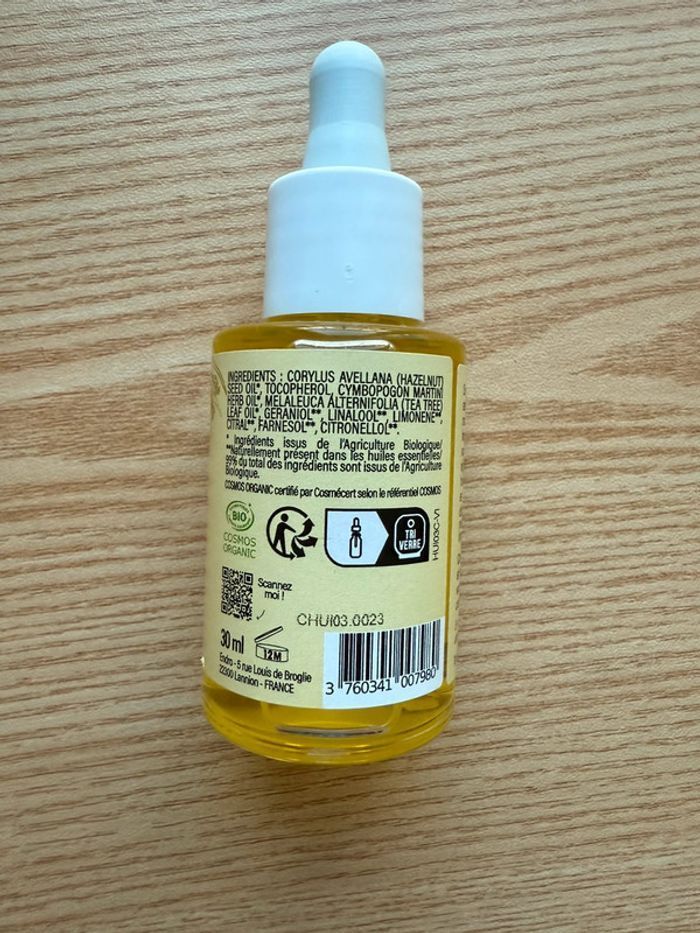 INGREDIENTS : CORYLUS AVELLANA (HAZELNUT)
SEED OIL*, TOCOPHEROL, CYMBOPOGON MARTINI
HERB OIL*, MELALEUCA ALTERNIFOLIA (TEA TREE)
LEAF OIL*, GERANIOL**, LINALOOL**, LIMONENE**,
CITRAL**, FARNESOL**, CITRONELLOL**.
* Ingrédients issus de l'Agriculture Biologique/
**Naturellement présent dans les huiles essentielles/
99% du total des ingrédients sont issus de l'Agriculture
Biologique.
COSMOS ORGANIC certifié par Cosmécert selon le référentiel COSMOS
BIO
COSMOS
ORGANIC
TRI
VERRE
HUI03C-V1
Scannez
moi !
CHUI03.0023
30 ml
12M
Endro - 5 rue Louis de Broglie
22300 Lannion - FRANCE
3 760341 007980